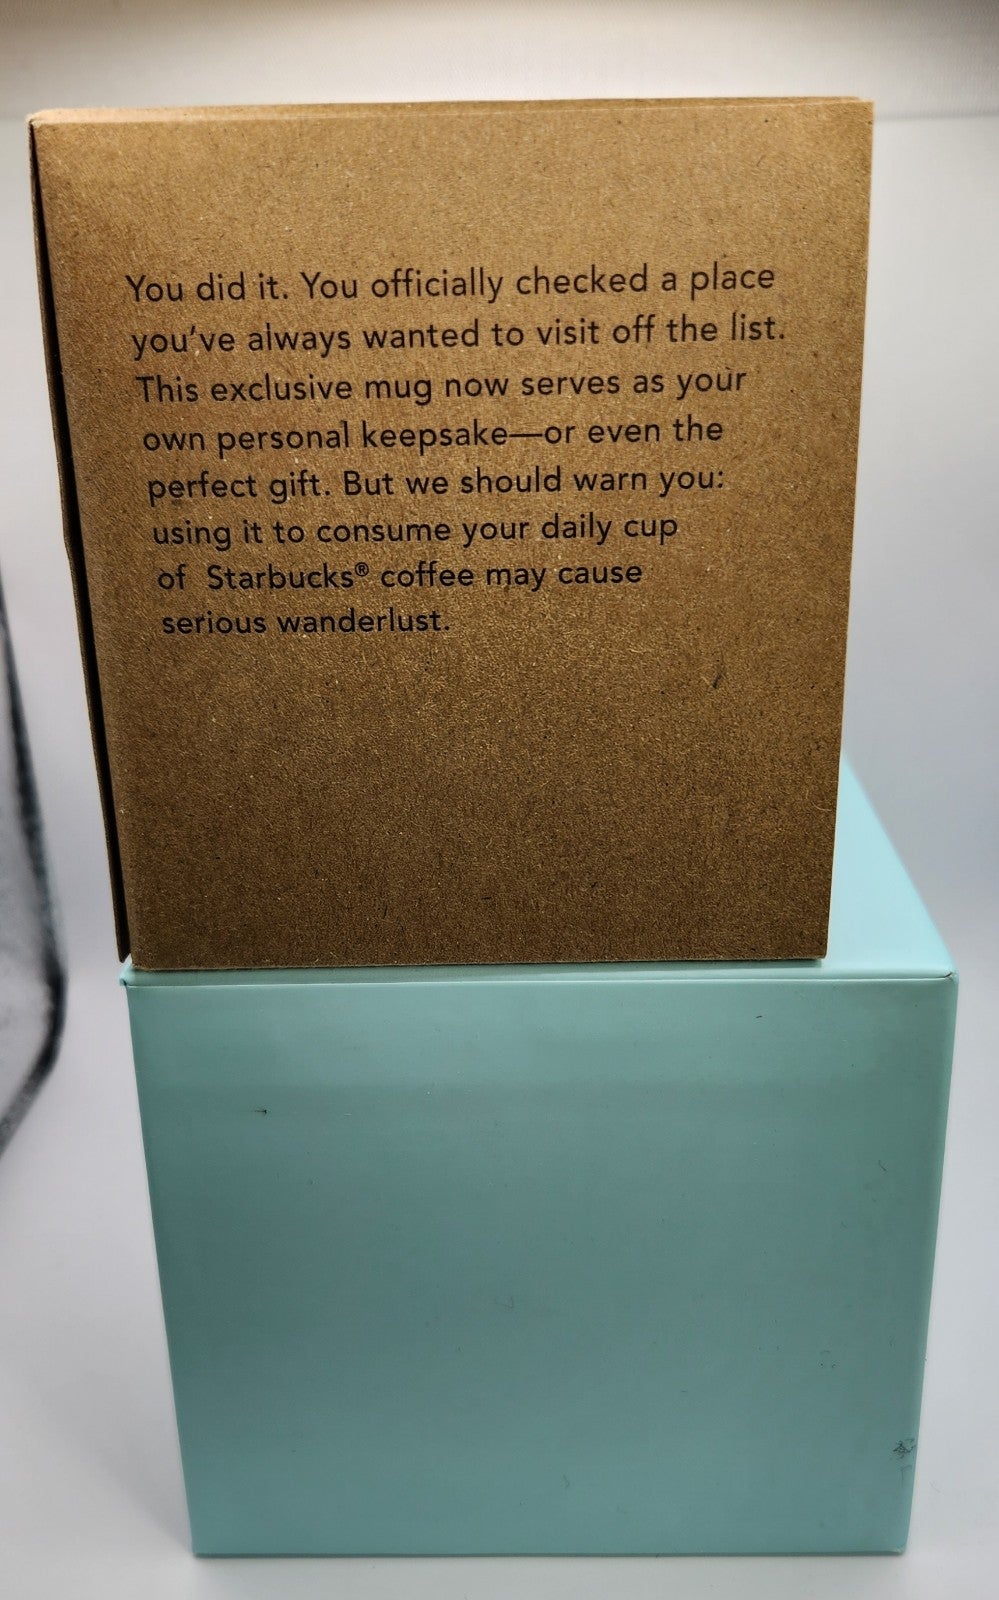 You did it. You officially checked a place
you've always wanted to visit off the list.
This exclusive mug now serves as your
own personal keepsake—or even the
perfect gift. But we should warn you:
using it to consume your daily cup
of Starbucks® coffee may cause
serious wanderlust.